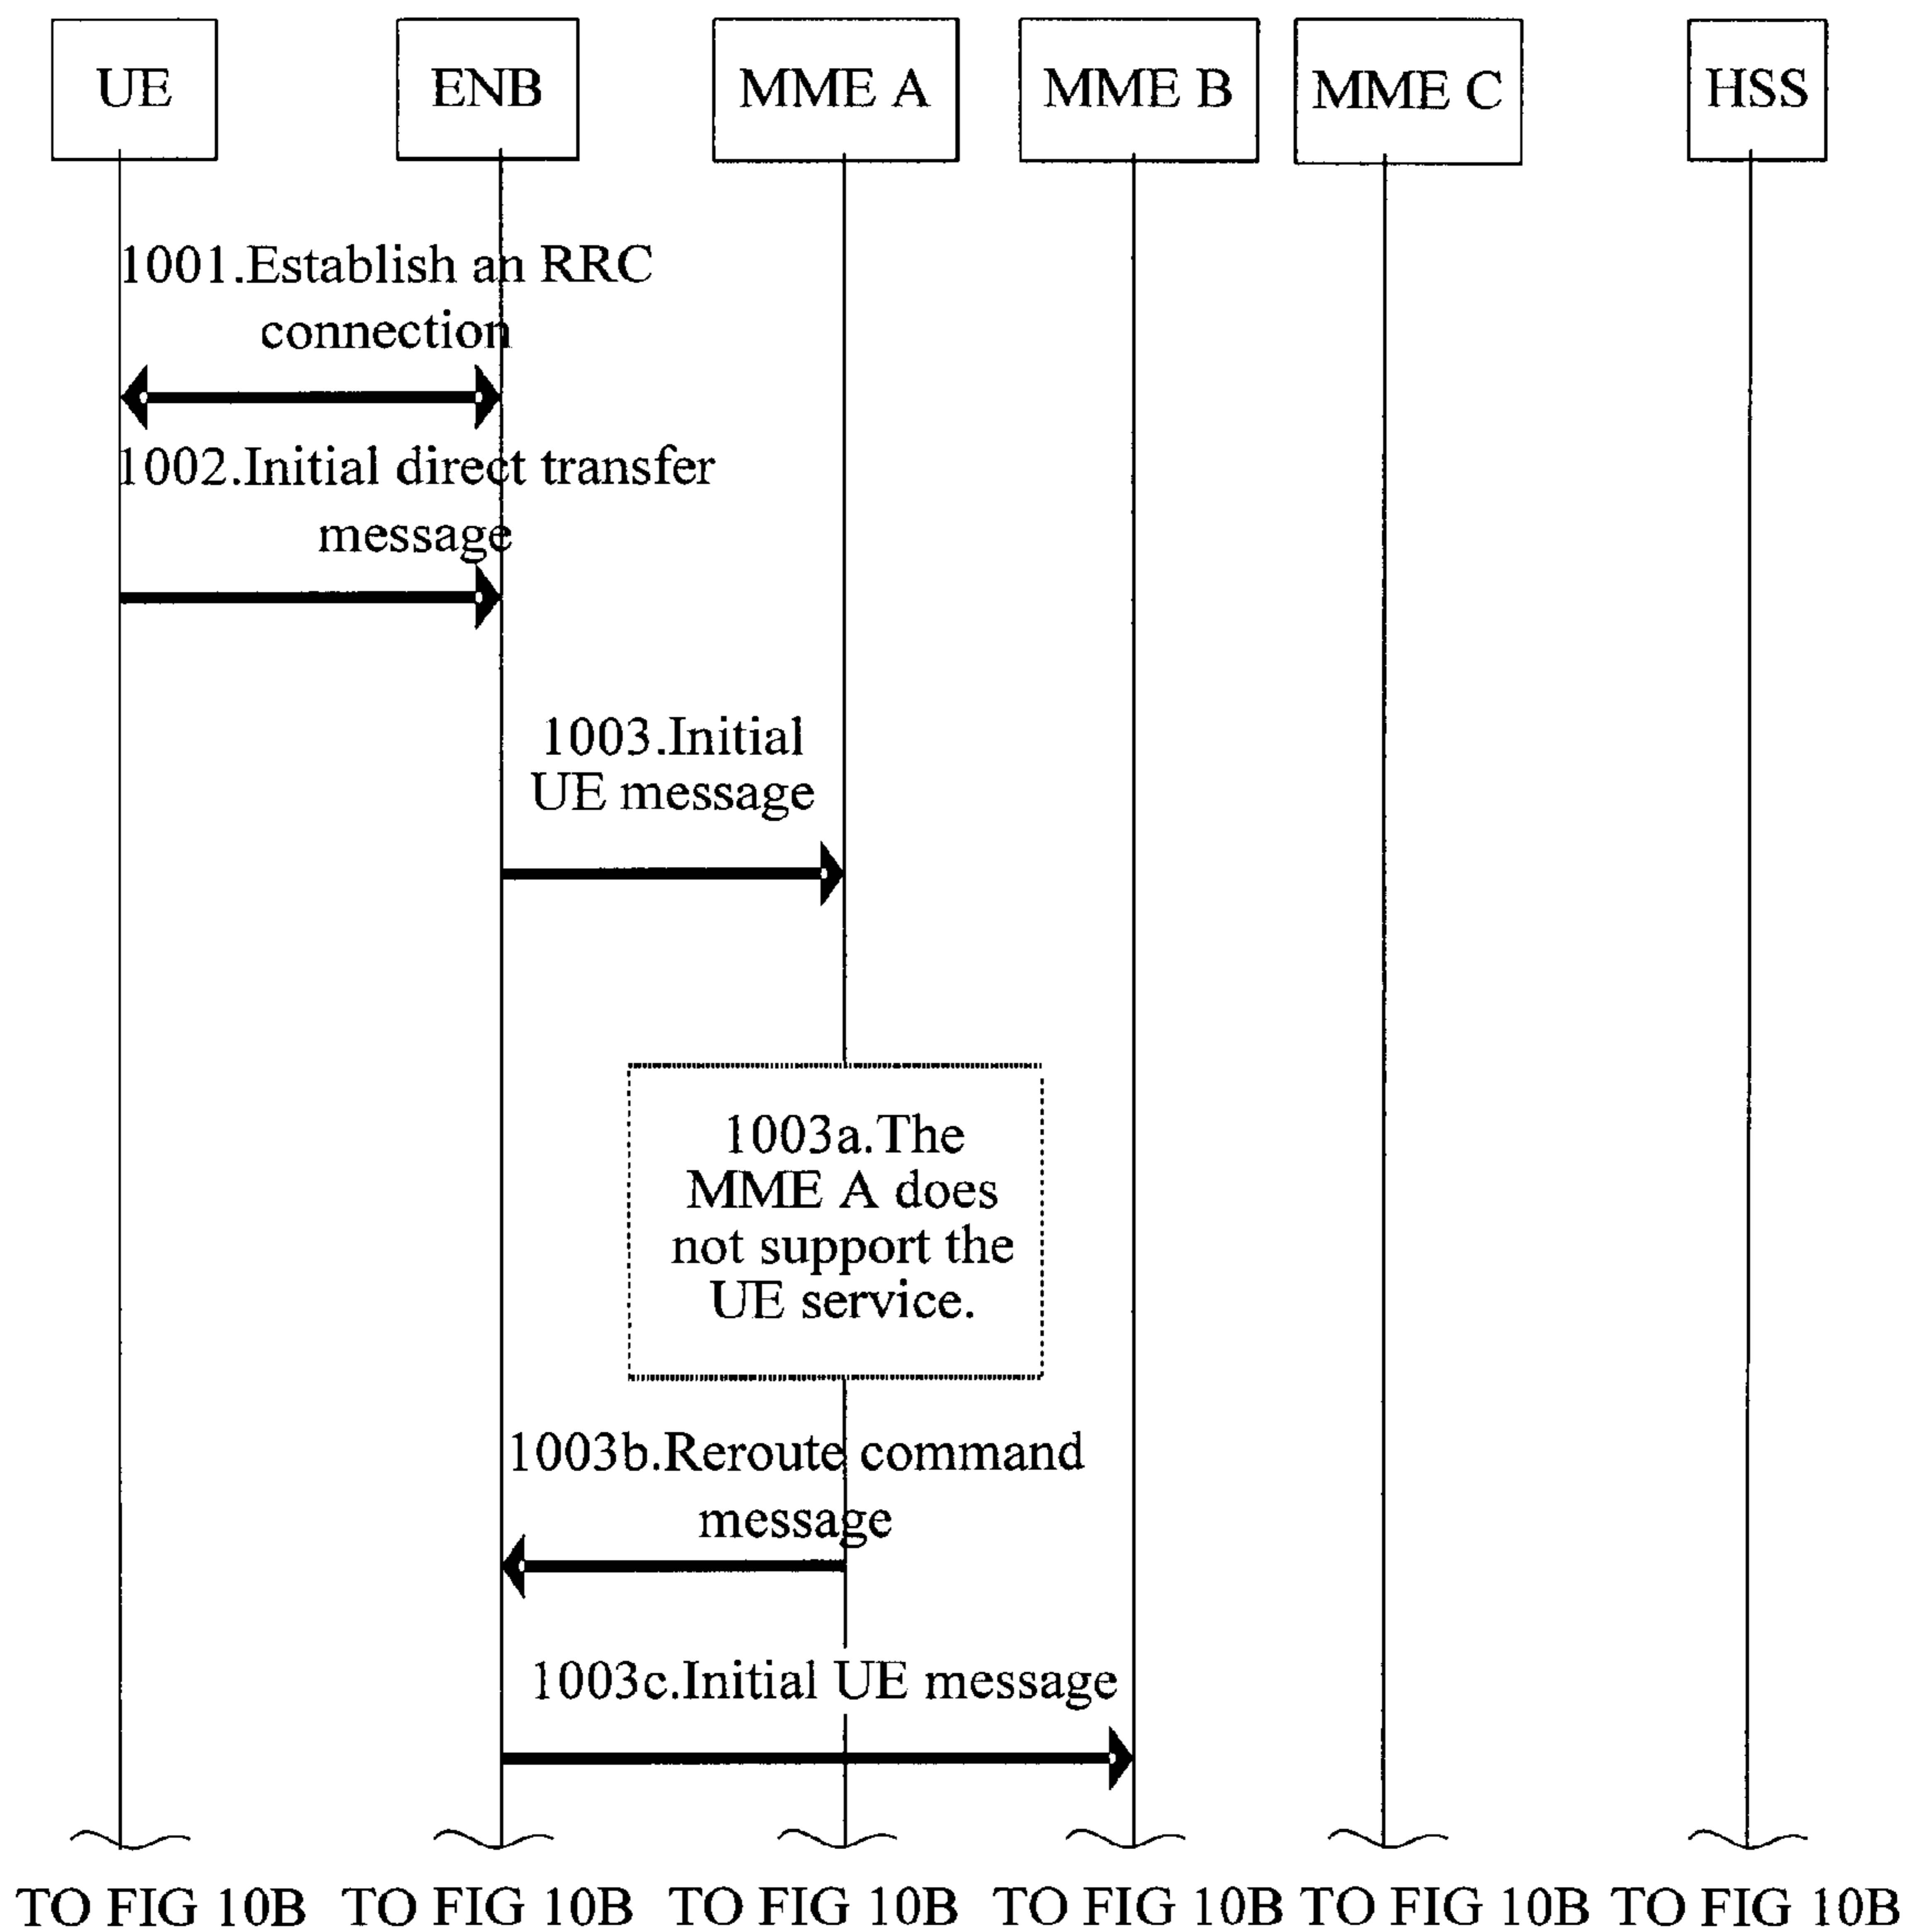 UE ENB MME A MME B MME C HSS
1001.Establish an RRC
connection
1002.Initial direct transfer
message
1003.Initial
UE message
1003a.The
MME A does
not support the
UE service.
1003b.Reroute command
message
1003c.Initial UE message
TO FIG 10B TO FIG 10B TO FIG 10B TO FIG 10B TO FIG 10B TO FIG 10B